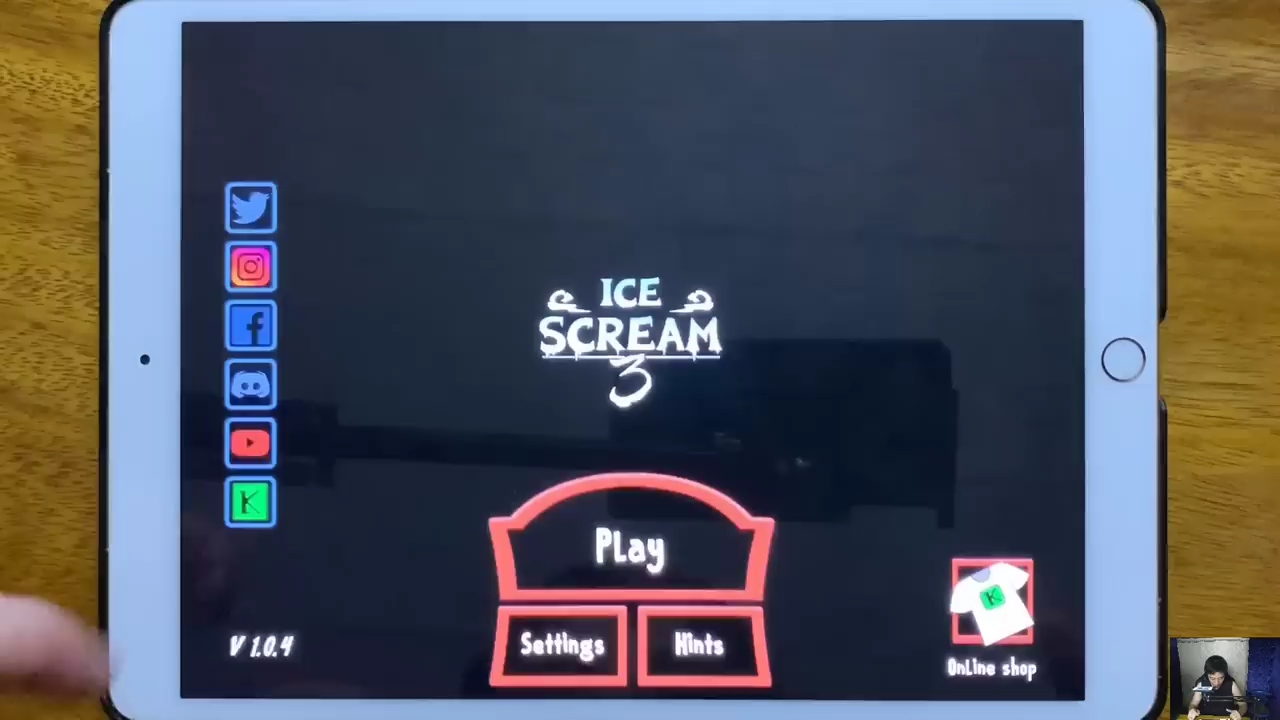 ICE
SCREAM
3
Play
Settings
Hints
V 1.0.4
Online shop